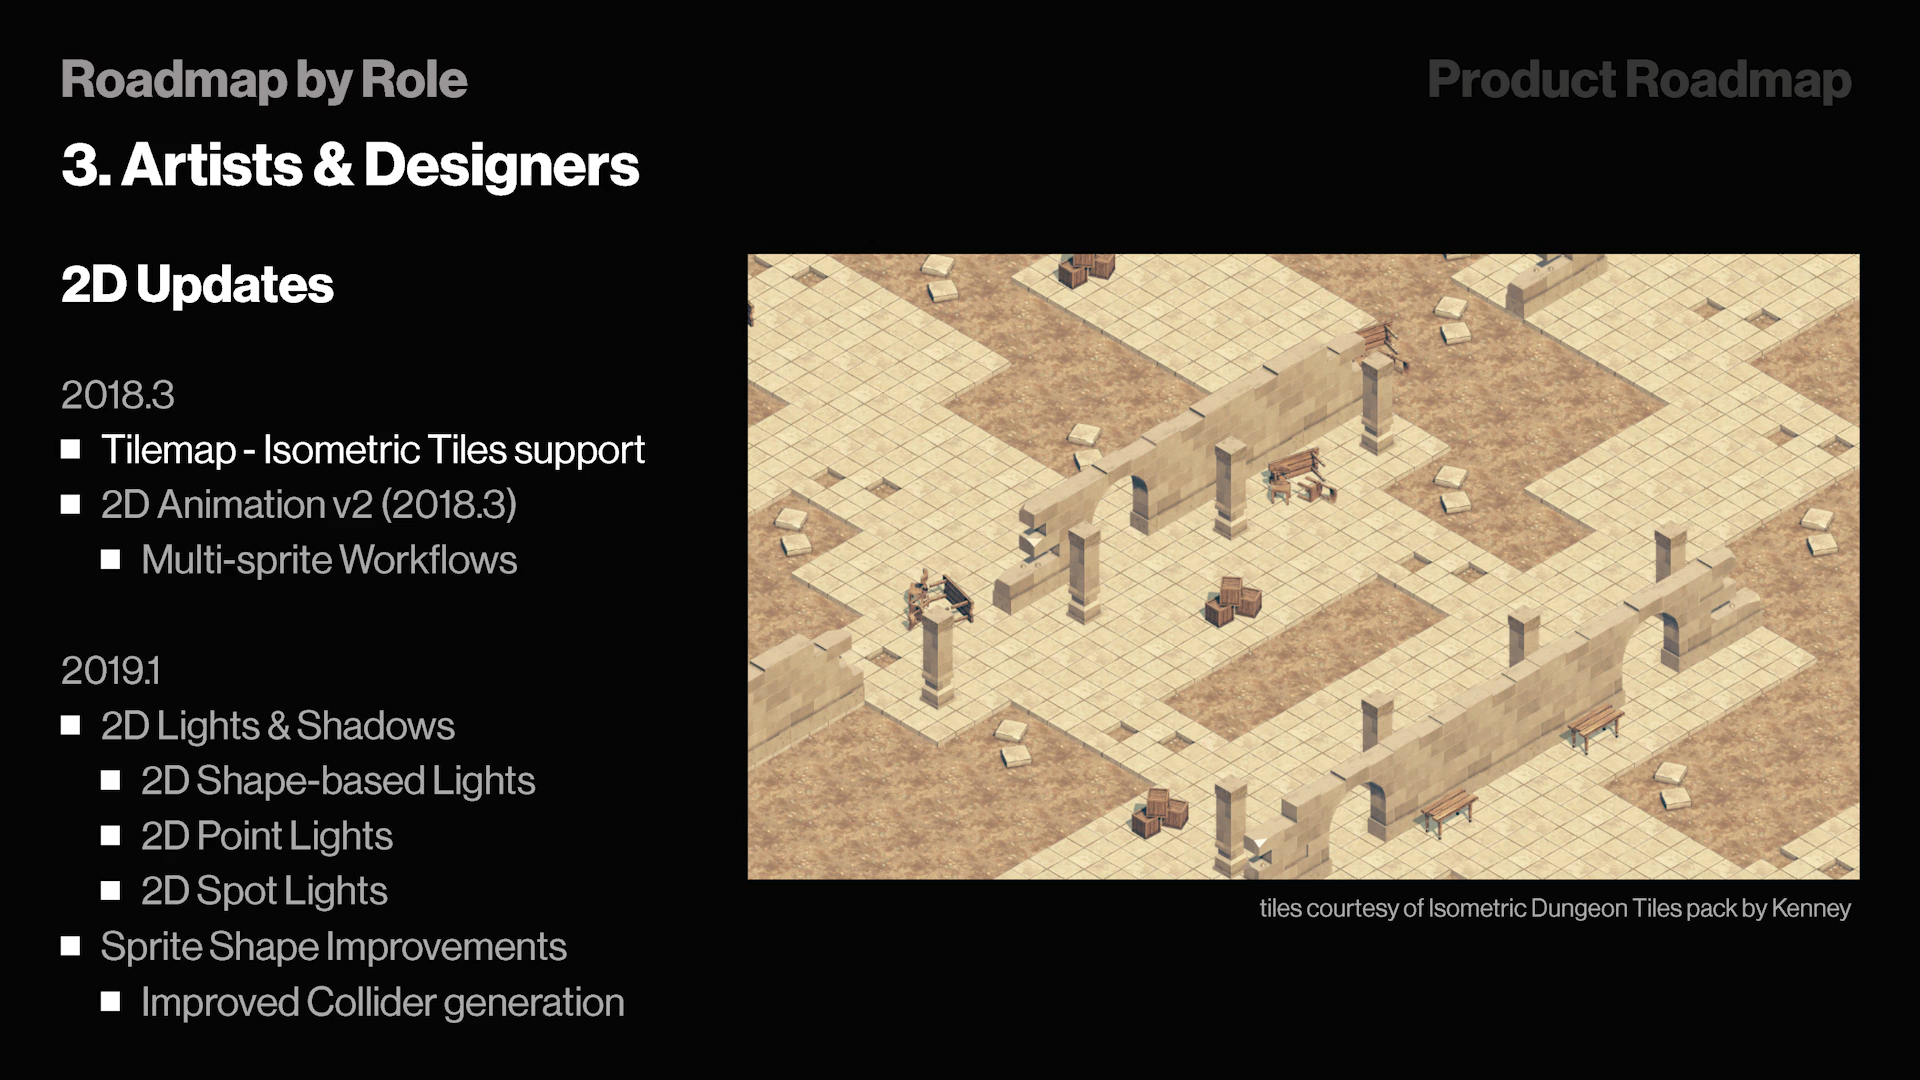 Roadmap by Role
Product Roadmap
3. Artists & Designers
2D Updates
2018.3
Tilemap - Isometric Tiles support
2D Animation v2 (2018.3)
Multi-sprite Workflows
2019.1
2D Lights & Shadows
2D Shape-based Lights
2D Point Lights
2D Spot Lights
Sprite Shape Improvements
Improved Collider generation
tiles courtesy of Isometric Dungeon Tiles pack by Kenney